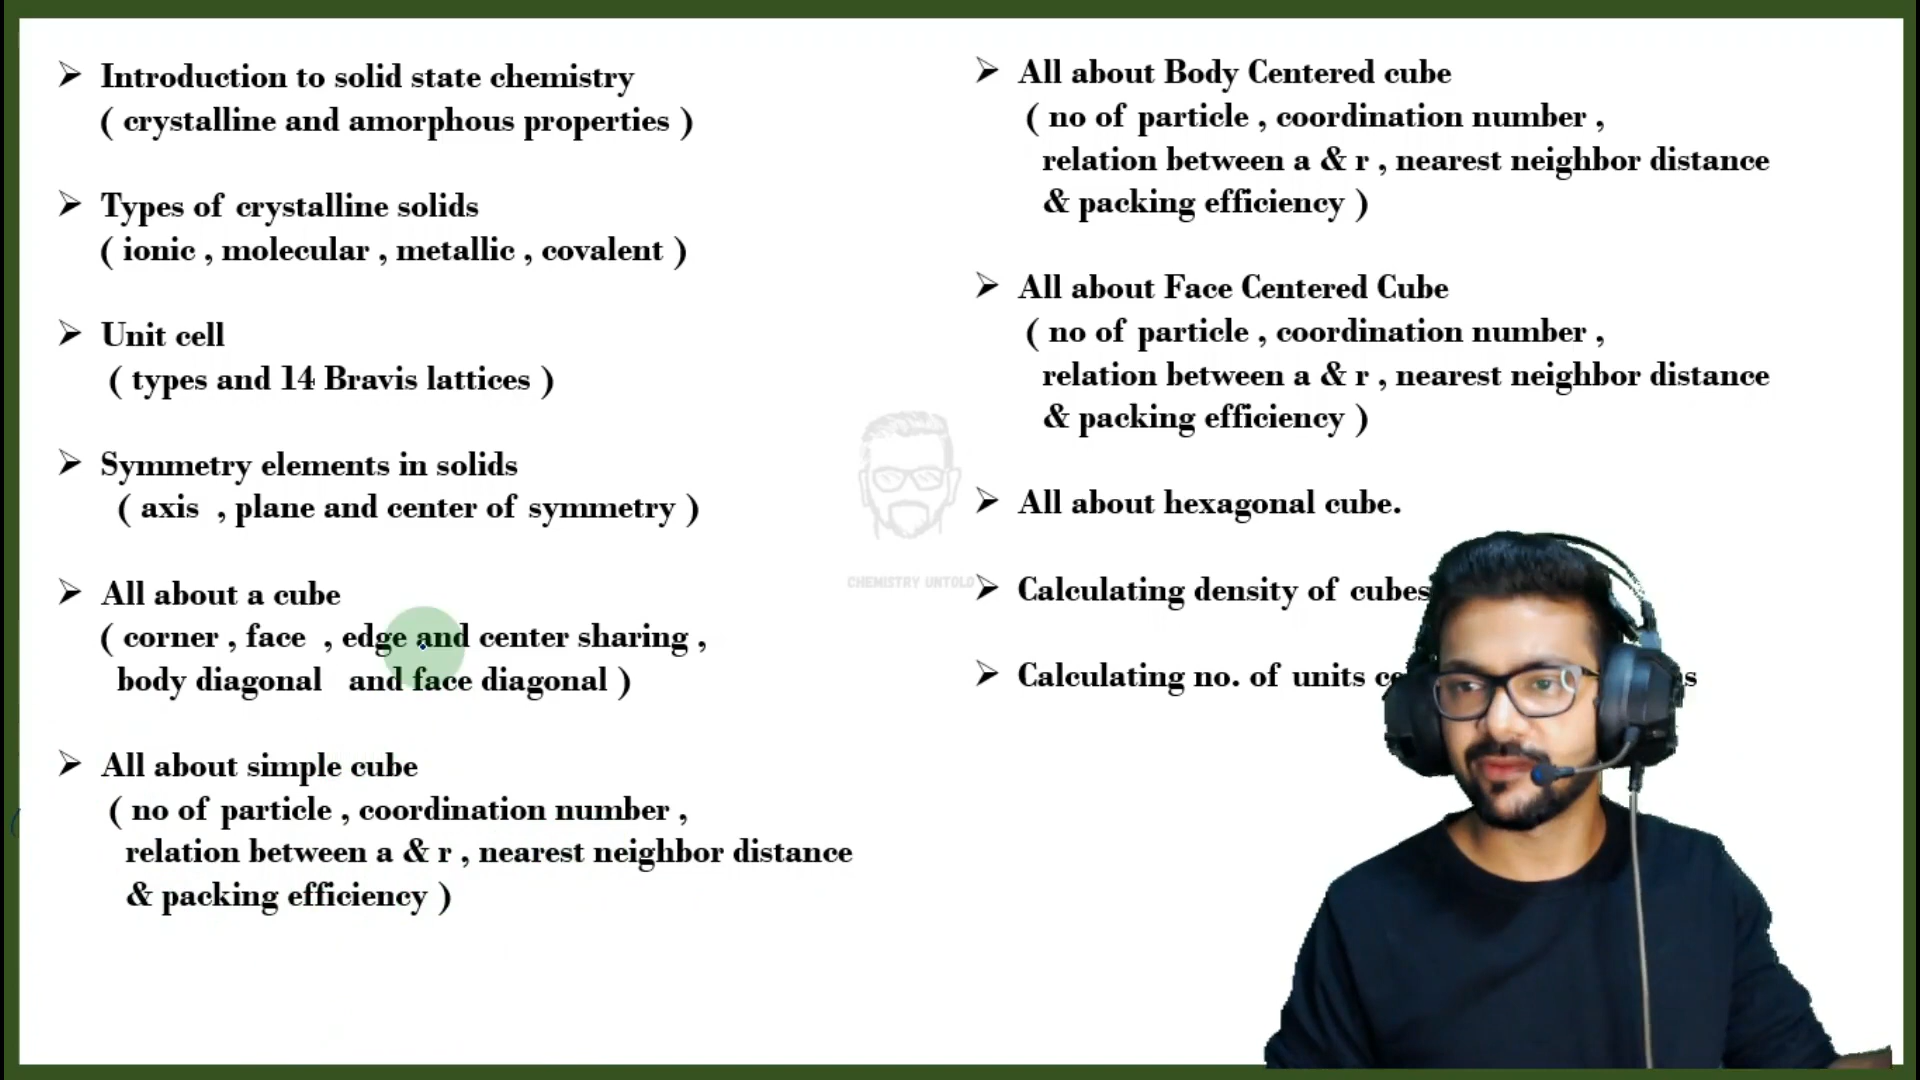 ➢ Introduction to solid state chemistry
( crystalline and amorphous properties )
➢ Types of crystalline solids
( ionic , molecular , metallic , covalent )
➢ Unit cell
( types and 14 Bravis lattices )
➢ Symmetry elements in solids
( axis , plane and center of symmetry )
➢ All about a cube
( corner , face , edge and center sharing ,
body diagonal and face diagonal )
➢ All about simple cube
( no of particle , coordination number ,
relation between a & r , nearest neighbor distance
& packing efficiency )
➢ All about Body Centered cube
( no of particle , coordination number ,
relation between a & r , nearest neighbor distance
& packing efficiency )
➢ All about Face Centered Cube
( no of particle , coordination number ,
relation between a & r , nearest neighbor distance
& packing efficiency )
➢ All about hexagonal cube.
➢ Calculating density of cubes
➢ Calculating no. of units
CHEMISTRY UNTOLD